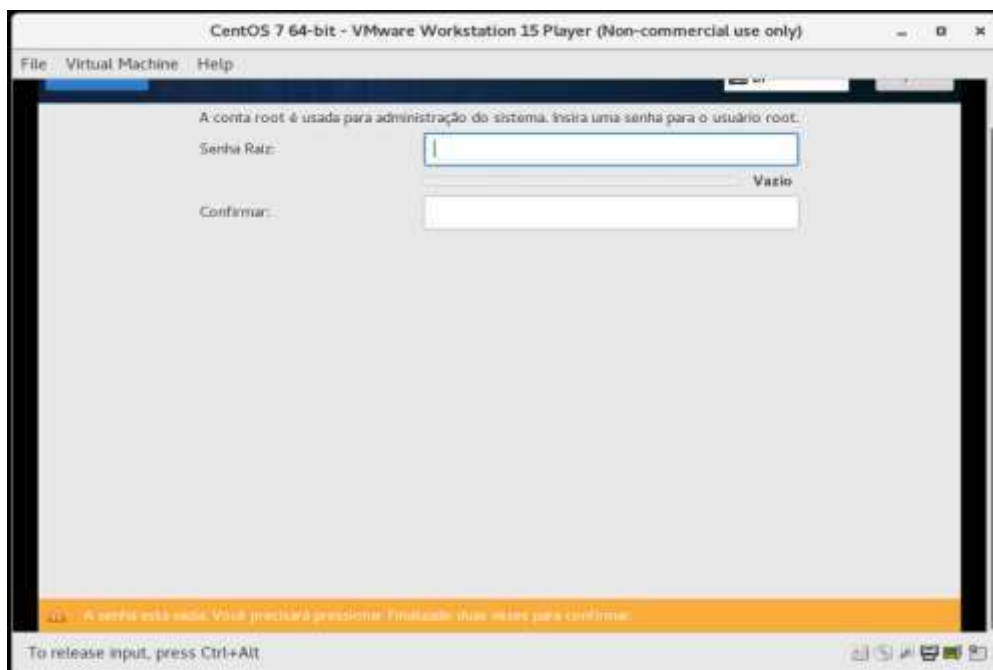 CentOS 7 64-bit - VMware Workstation 15 Player (Non-commercial use only)
File Virtual Machine Help
A conta root é usada para administração do sistema. Insira uma senha para o usuário root.
Senha Raiz:
Vazio
Confirmar:
A senha está vazia. Você precisará pressionar Finalizado duas vezes para confirmar.
To release input, press Ctrl+Alt